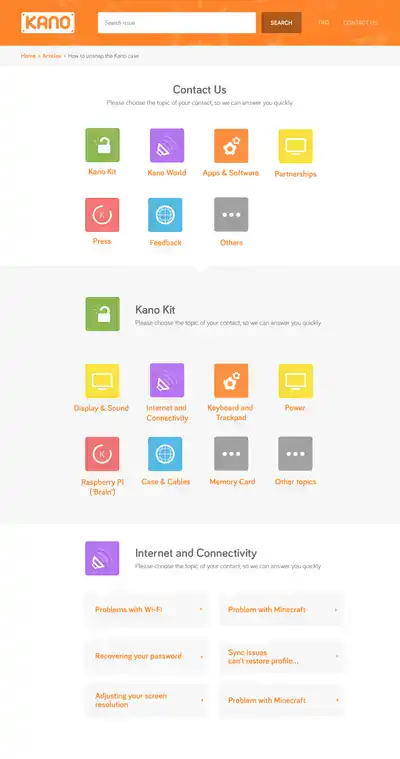 KANO
Search issue
SEARCH
FAQ
CONTACT US
Home > Articles > How to unsnap the Kano case
Contact Us
Please choose the topic of your contact, so we can answer you quickly
Kano Kit
Kano World
Apps & Software
Partnerships
K
Press
Feedback
Others
Kano Kit
Please choose the topic of your contact, so we can answer you quickly
Display & Sound
Internet and
Connectivity
Keyboard and
Trackpad
Power
K
Raspberry PI
('Brain')
Case & Cables
Memory Card
Other topics
Internet and Connectivity
Please choose the topic of your contact, so we can answer you quickly
Problems with Wi-Fi
Problem with Minecraft
Recovering your password
Sync issues
can't restore profile...
Adjusting your screen
resolution
Problem with Minecraft